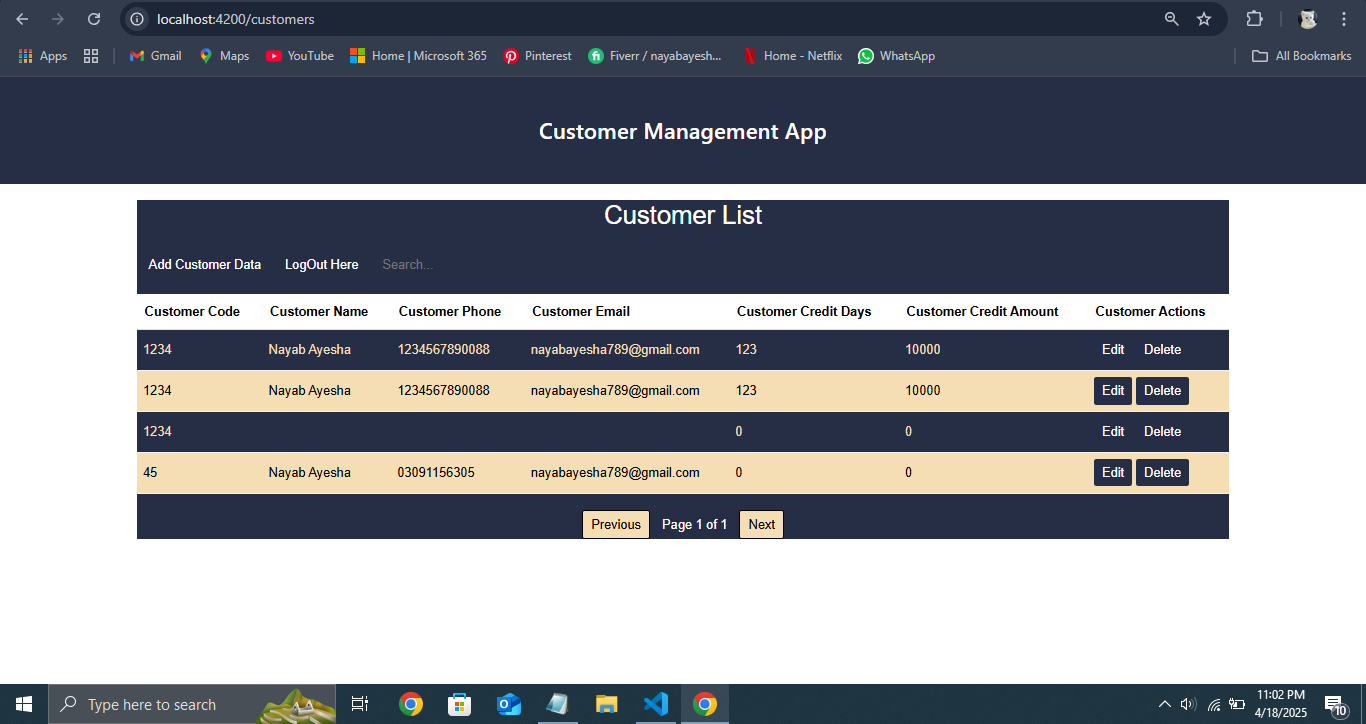 localhost:4200/customers
Apps Gmail Maps YouTube Home | Microsoft 365 Pinterest Fiverr / nayabayesh... Home - Netflix WhatsApp All Bookmarks
Customer Management App
Customer List
Add Customer Data LogOut Here Search...
Customer Code Customer Name Customer Phone Customer Email Customer Credit Days Customer Credit Amount Customer Actions
1234 Nayab Ayesha 1234567890088 nayabayesha789@gmail.com 123 10000 Edit Delete
1234 Nayab Ayesha 1234567890088 nayabayesha789@gmail.com 123 10000 Edit Delete
1234 0 0 Edit Delete
45 Nayab Ayesha 03091156305 nayabayesha789@gmail.com 0 0 Edit Delete
Previous Page 1 of 1 Next
Type here to search
11:02 PM
4/18/2025
10